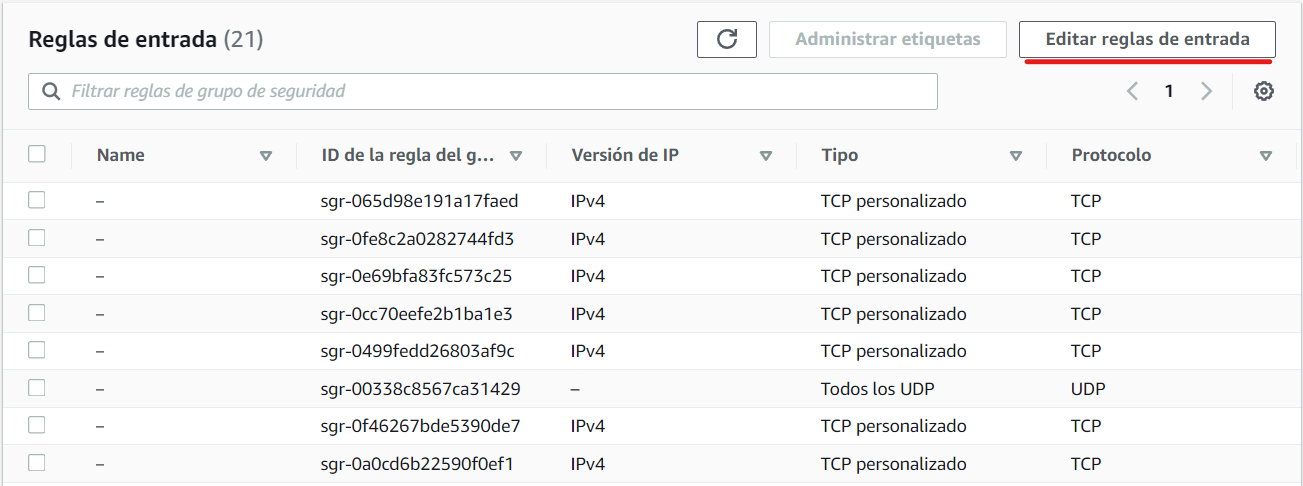 Reglas de entrada (21) Administrar etiquetas Editar reglas de entrada
Filtrar reglas de grupo de seguridad 1
Name ID de la regla del g... Versión de IP Tipo Protocolo
– sgr-065d98e191a17faed IPv4 TCP personalizado TCP
– sgr-0fe8c2a0282744fd3 IPv4 TCP personalizado TCP
– sgr-0e69bfa83fc573c25 IPv4 TCP personalizado TCP
– sgr-0cc70eefe2b1ba1e3 IPv4 TCP personalizado TCP
– sgr-0499fedd26803af9c IPv4 TCP personalizado TCP
– sgr-00338c8567ca31429 – Todos los UDP UDP
– sgr-0f46267bde5390de7 IPv4 TCP personalizado TCP
– sgr-0a0cd6b22590f0ef1 IPv4 TCP personalizado TCP